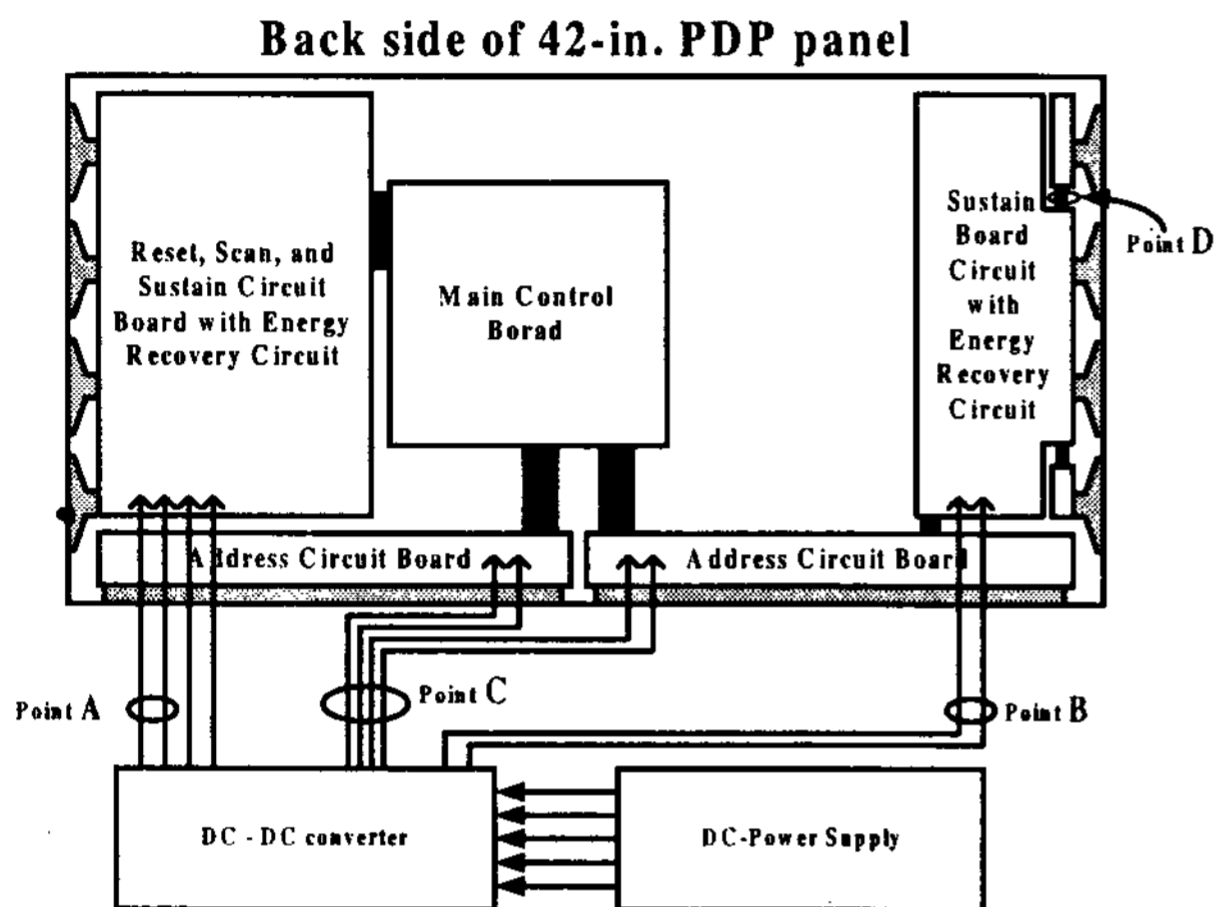 Back side of 42-in. PDP panel
Reset, Scan, and
Sustain Circuit
Board with Energy
Recovery Circuit
Main Control
Borad
Sustain
Board
Circuit
with
Energy
Recovery
Circuit
Point D
Address Circuit Board
Address Circuit Board
Point A
Point C
Point B
DC - DC converter
DC-Power Supply